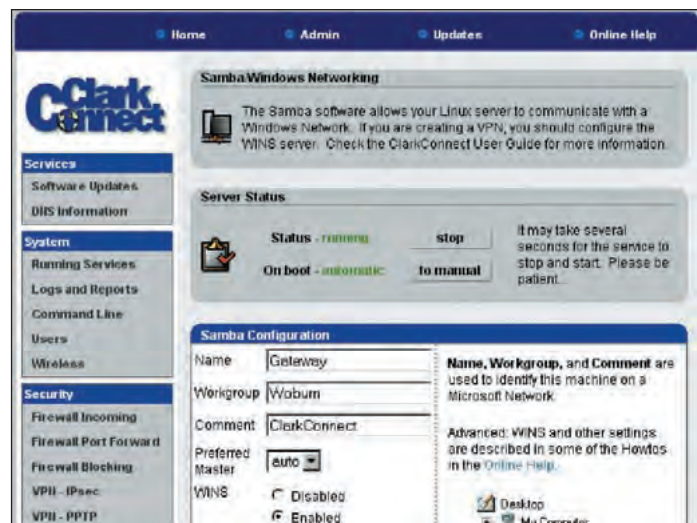 Home Admin Updates Online Help
Clark
Connect
Services
Software Updates
DNS Information
System
Running Services
Logs and Reports
Command Line
Users
Wireless
Security
Firewall Incoming
Firewall Port Forward
Firewall Blocking
VPN - IPsec
VPN - PPTP
Samba/Windows Networking
The Samba software allows your Linux server to communicate with a
Windows Network. If you are creating a VPN, you should configure the
WINS server. Check the ClarkConnect User Guide for more information.
Server Status
Status - running stop
On boot - automatic to manual
It may take several
seconds for the service to
stop and start. Please be
patient...
Samba Configuration
Name Gateway
Workgroup Woburn
Comment ClarkConnect
Preferred
Master auto
WINS Disabled
Enabled
Name, Workgroup, and Comment are
used to identify this machine on a
Microsoft Network.
Advanced: WINS and other settings
are described in some of the Howtos
in the Online Help.
Desktop
My Computer